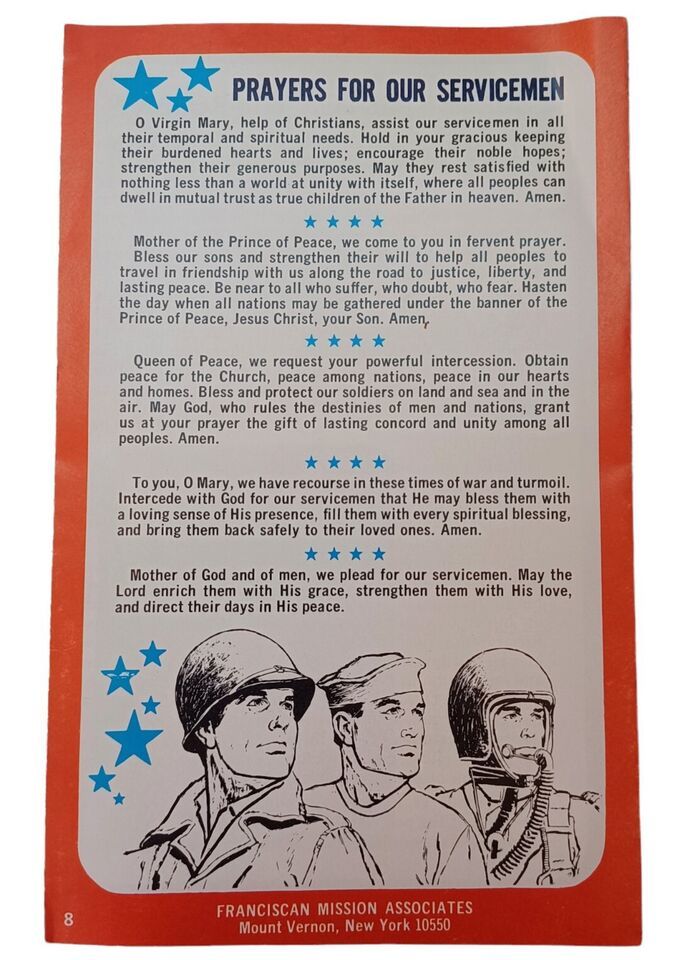 PRAYERS FOR OUR SERVICEMEN
O Virgin Mary, help of Christians, assist our servicemen in all
their temporal and spiritual needs. Hold in your gracious keeping
their burdened hearts and lives; encourage their noble hopes;
strengthen their generous purposes. May they rest satisfied with
nothing less than a world at unity with itself, where all peoples can
dwell in mutual trust as true children of the Father in heaven. Amen.
Mother of the Prince of Peace, we come to you in fervent prayer.
Bless our sons and strengthen their will to help all peoples to
travel in friendship with us along the road to justice, liberty, and
lasting peace. Be near to all who suffer, who doubt, who fear. Hasten
the day when all nations may be gathered under the banner of the
Prince of Peace, Jesus Christ, your Son. Amen.
Queen of Peace, we request your powerful intercession. Obtain
peace for the Church, peace among nations, peace in our hearts
and homes. Bless and protect our soldiers on land and sea and in the
air. May God, who rules the destinies of men and nations, grant
us at your prayer the gift of lasting concord and unity among all
peoples. Amen.
To you, O Mary, we have recourse in these times of war and turmoil.
Intercede with God for our servicemen that He may bless them with
a loving sense of His presence, fill them with every spiritual blessing,
and bring them back safely to their loved ones. Amen.
Mother of God and of men, we plead for our servicemen. May the
Lord enrich them with His grace, strengthen them with His love,
and direct their days in His peace.
8
FRANCISCAN MISSION ASSOCIATES
Mount Vernon, New York 10550